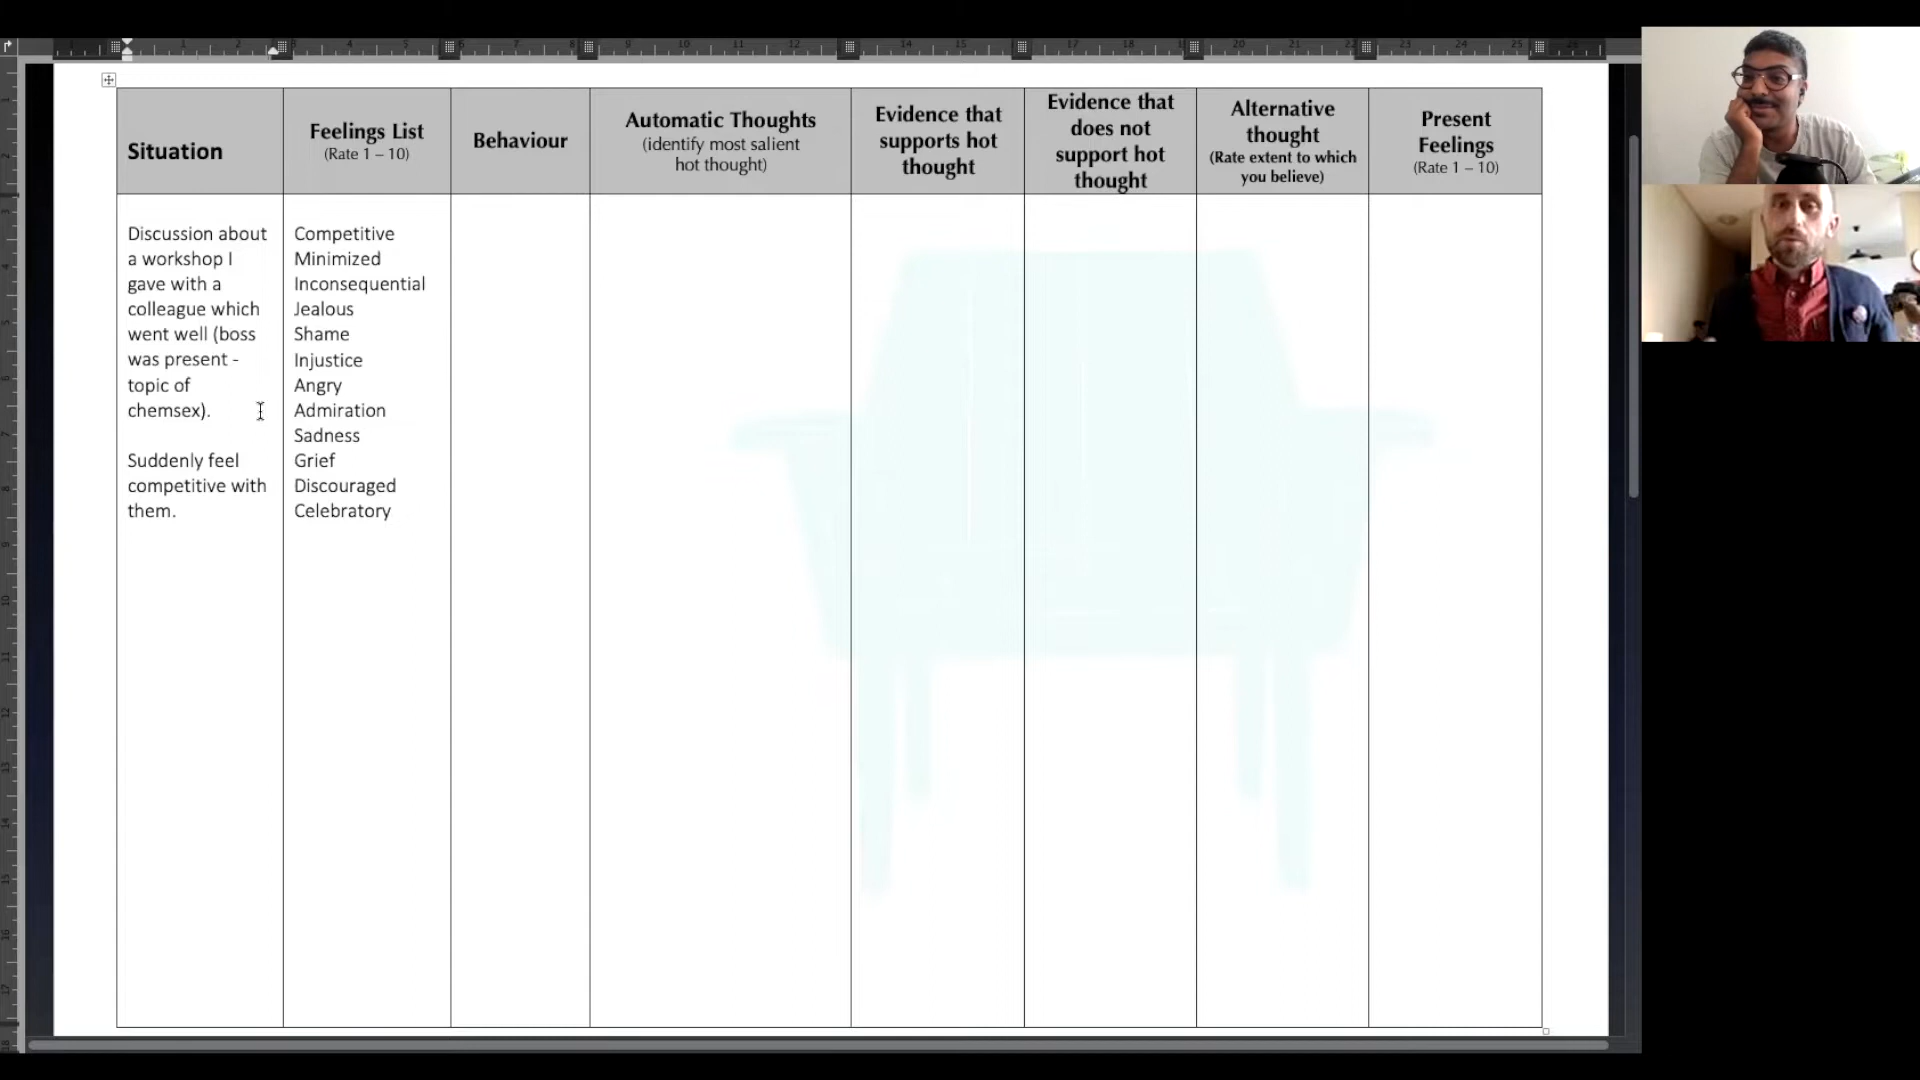 Situation
Feelings List
(Rate 1 – 10)
Behaviour
Automatic Thoughts
(identify most salient
hot thought)
Evidence that
supports hot
thought
Evidence that
does not
support hot
thought
Alternative
thought
(Rate extent to which
you believe)
Present
Feelings
(Rate 1 – 10)
Discussion about
a workshop I
gave with a
colleague which
went well (boss
was present -
topic of
chemsex).
Suddenly feel
competitive with
them.
Competitive
Minimized
Inconsequential
Jealous
Shame
Injustice
Angry
Admiration
Sadness
Grief
Discouraged
Celebratory